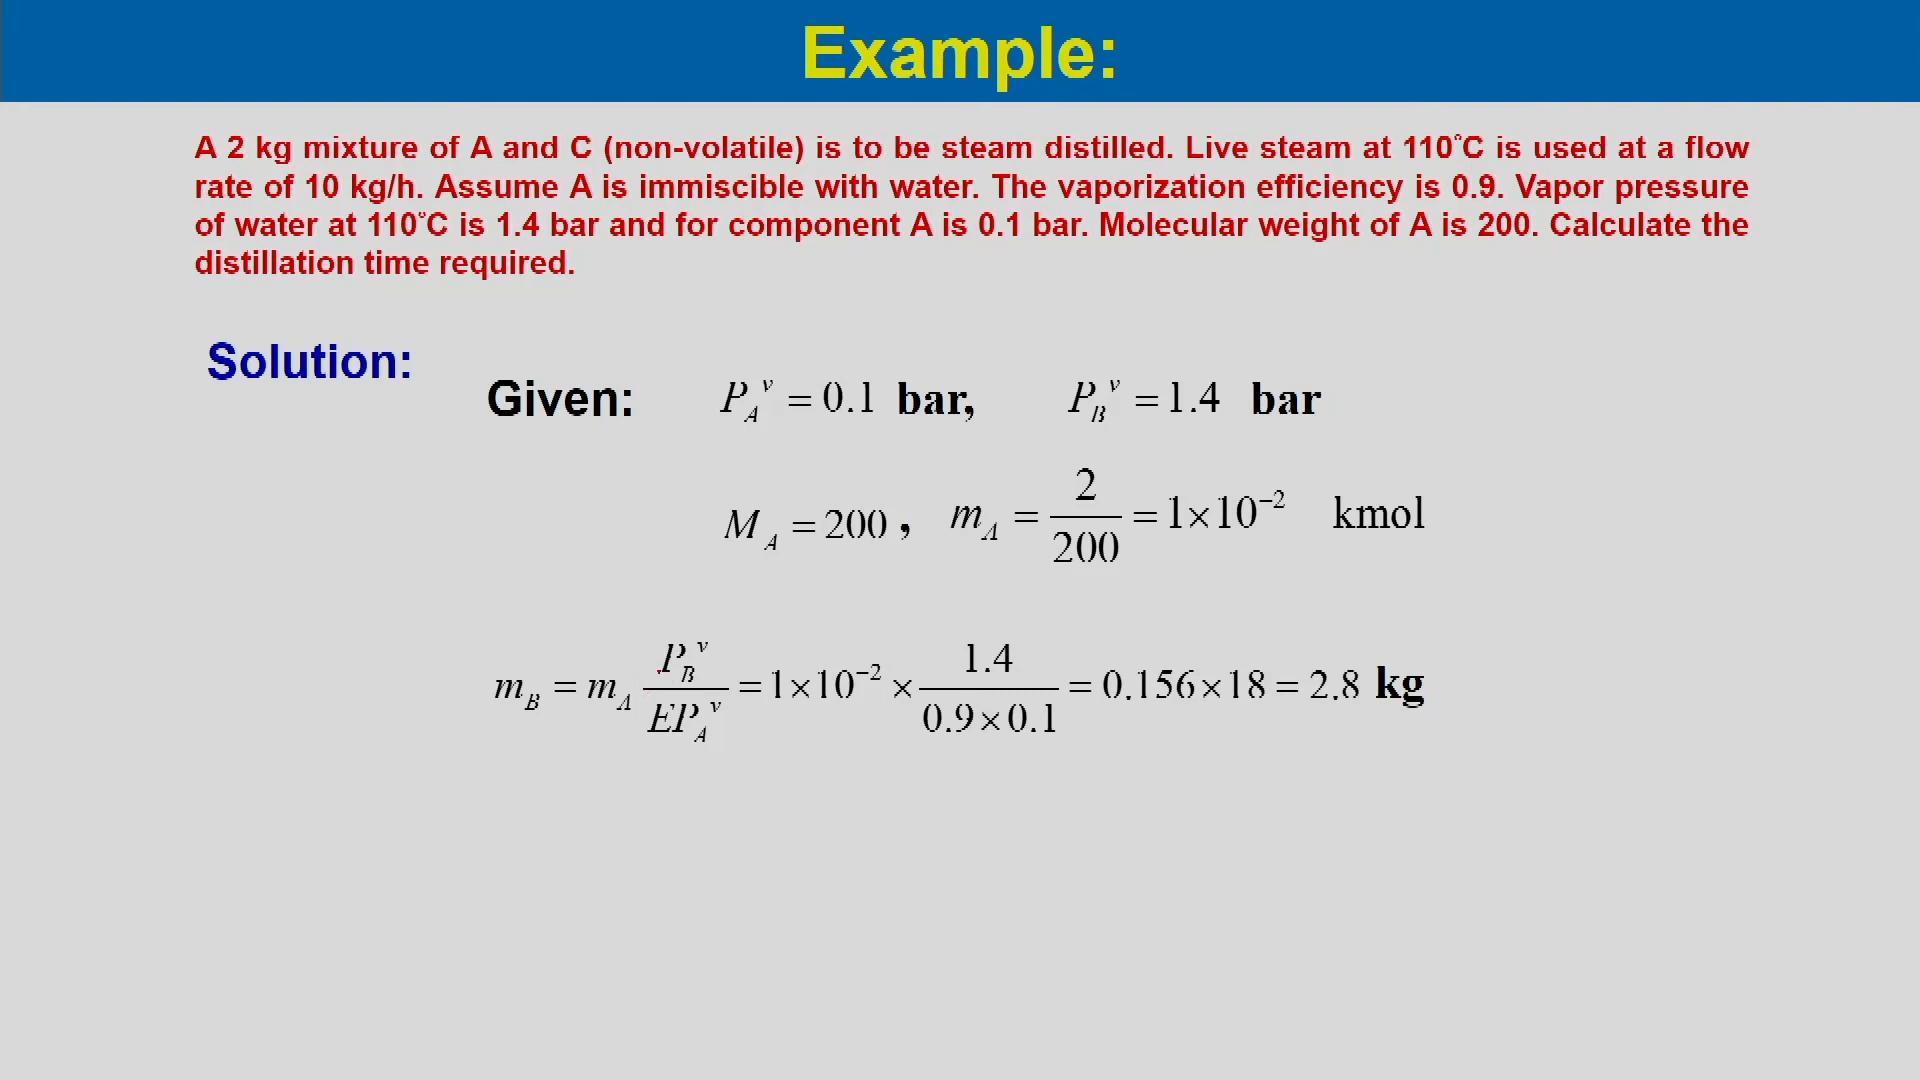 Example:
A 2 kg mixture of A and C (non-volatile) is to be steam distilled. Live steam at 110°C is used at a flow
rate of 10 kg/h. Assume A is immiscible with water. The vaporization efficiency is 0.9. Vapor pressure
of water at 110°C is 1.4 bar and for component A is 0.1 bar. Molecular weight of A is 200. Calculate the
distillation time required.
Solution:
Given: P_A^v = 0.1 bar, P_B^v = 1.4 bar
M_A = 200 , m_A = 2/200 = 1×10^−2 kmol
m_B = m_A P_B^v / EP_A^v = 1×10^−2 × 1.4 / 0.9×0.1 = 0.156×18 = 2.8 kg